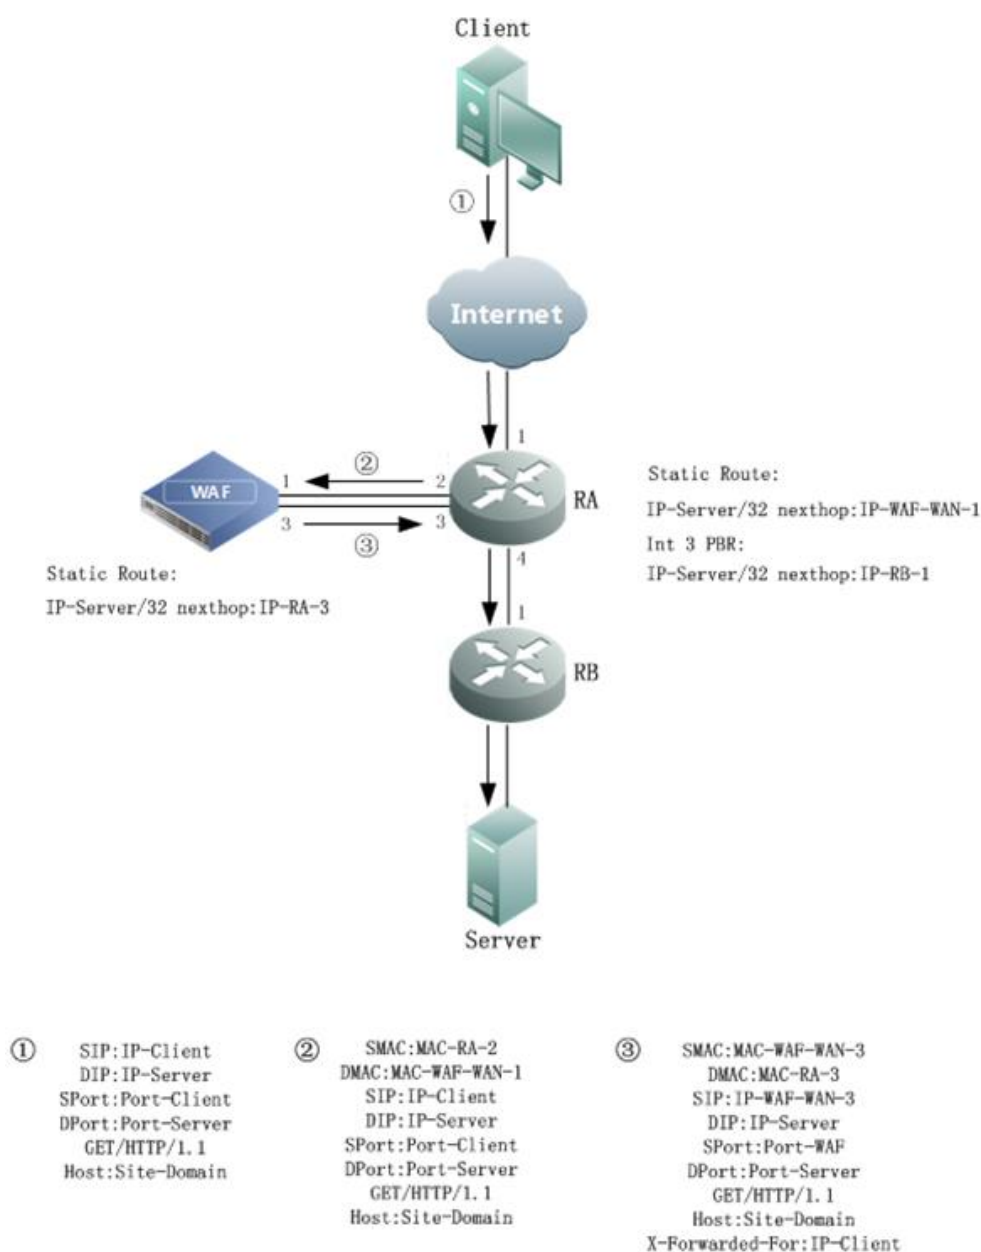 Client
①
Internet
1
②
1
2
WAF
RA
3
3
③
4
Static Route:
IP-Server/32 nexthop:IP-WAF-WAN-1
Int 3 PBR:
IP-Server/32 nexthop:IP-RB-1
Static Route:
IP-Server/32 nexthop:IP-RA-3
1
RB
Server
①
SIP:IP-Client
DIP:IP-Server
SPort:Port-Client
DPort:Port-Server
GET/HTTP/1.1
Host:Site-Domain
②
SMAC:MAC-RA-2
DMAC:MAC-WAF-WAN-1
SIP:IP-Client
DIP:IP-Server
SPort:Port-Client
DPort:Port-Server
GET/HTTP/1.1
Host:Site-Domain
③
SMAC:MAC-WAF-WAN-3
DMAC:MAC-RA-3
SIP:IP-WAF-WAN-3
DIP:IP-Server
SPort:Port-WAF
DPort:Port-Server
GET/HTTP/1.1
Host:Site-Domain
X-Forwarded-For:IP-Client